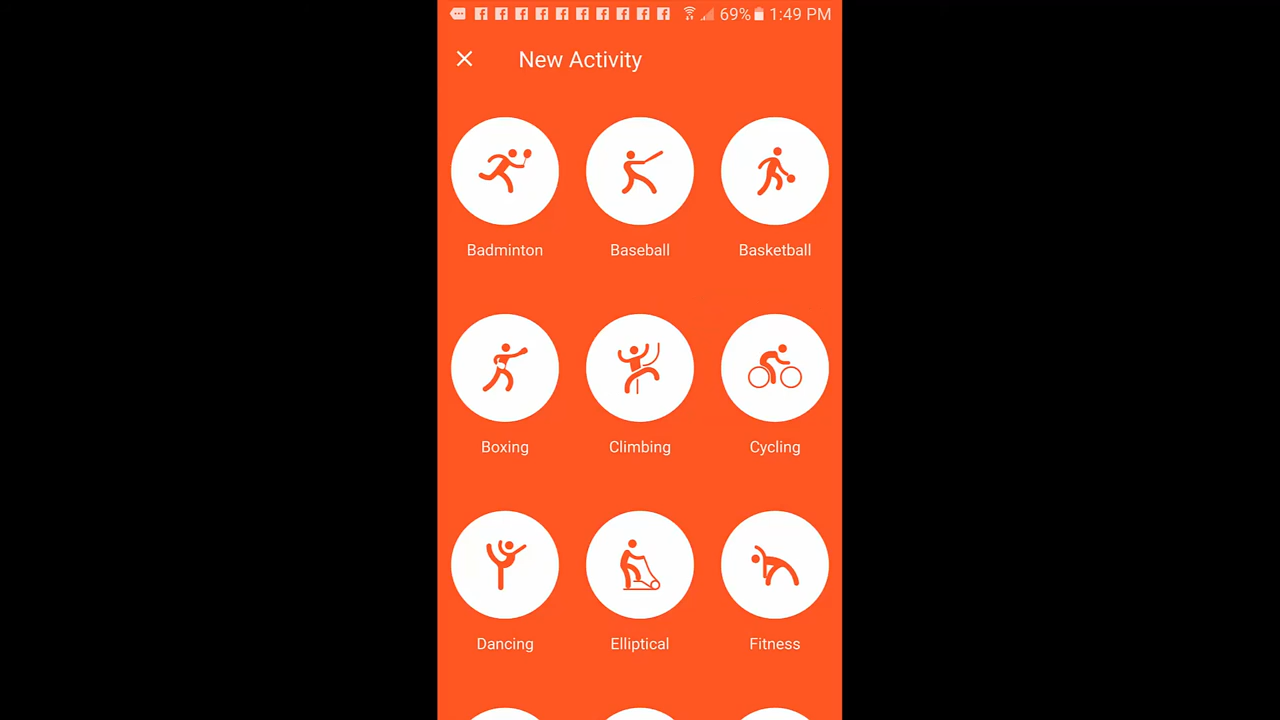 69% 1:49 PM
New Activity
Badminton Baseball Basketball
Boxing Climbing Cycling
Dancing Elliptical Fitness